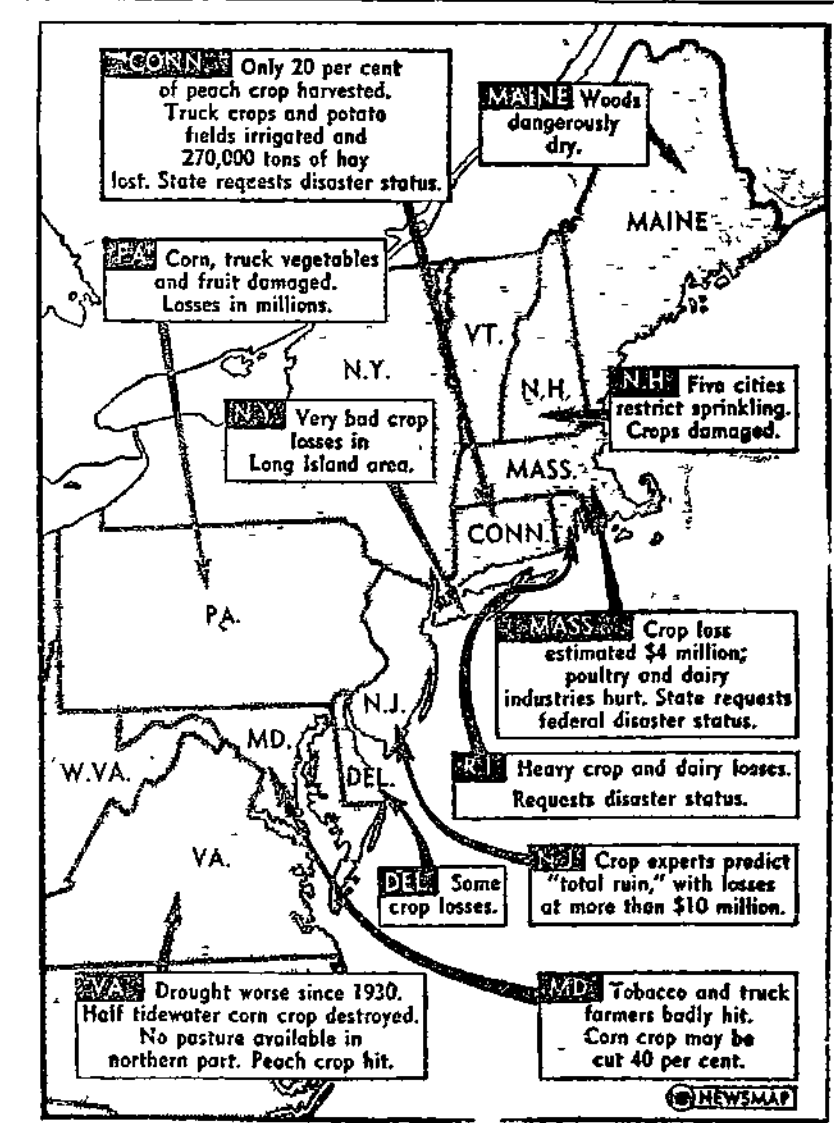 CONN. Only 20 per cent
of peach crop harvested.
Truck crops and potato
fields irrigated and
270,000 tons of hay
lost. State requests disaster status.
MAINE Woods
dangerously
dry.
MAINE
PA. Corn, truck vegetables
and fruit damaged.
Losses in millions.
VT.
N.Y.
N.H.
N.H. Five cities
restrict sprinkling.
Crops damaged.
N.Y. Very bad crop
losses in
Long Island area.
MASS.
CONN.
PA.
MASS. Crop loss
estimated $4 million;
poultry and dairy
industries hurt. State requests
federal disaster status.
N.J.
MD.
W.VA.
DEL.
R.I. Heavy crop and dairy losses.
Requests disaster status.
VA.
N.J. Crop experts predict
"total ruin," with losses
at more than $10 million.
DEL. Some
crop losses.
VA. Drought worse since 1930.
Half tidewater corn crop destroyed.
No pasture available in
northern part. Peach crop hit.
MD. Tobacco and truck
farmers badly hit.
Corn crop may be
cut 40 per cent.
NEWSMAP